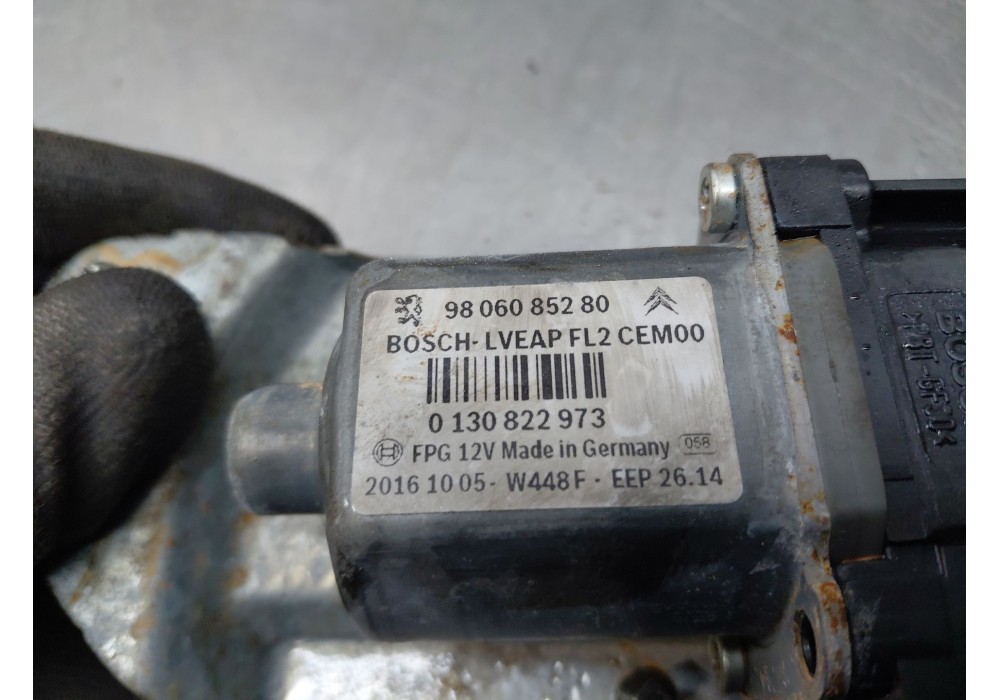 98 060 852 80
BOSCH-LVEAP FL2 CEM00
0 130 822 973
FPG 12V Made in Germany 058
2016 10 05 - W448F - EEP 26.14